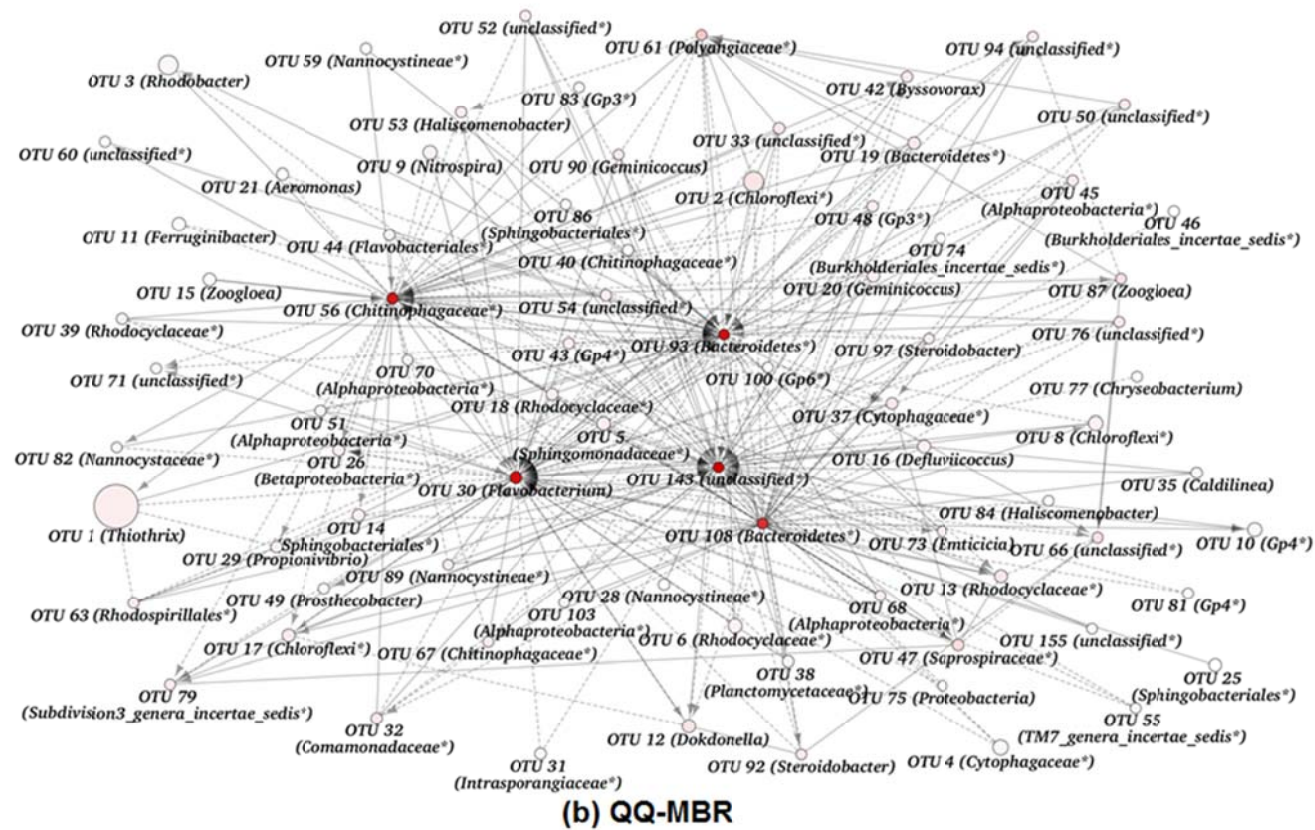 OTU 52 (unclassified*)
OTU 61 (Polyangiaceae*)
OTU 94 (unclassified*)
OTU 59 (Nannocystineae*)
OTU 3 (Rhodobacter)
OTU 42 (Byssovorax)
OTU 83 (Gp3*)
OTU 50 (unclassified*)
OTU 53 (Haliscomenobacter)
OTU 33 (unclassified*)
OTU 19 (Bacteroidetes*)
OTU 60 (unclassified*)
OTU 9 (Nitrospira)
OTU 90 (Geminicoccus)
OTU 21 (Aeromonas)
OTU 2 (Chloroflexi*)
OTU 45
(Alphaproteobacteria*)
OTU 86
(Sphingobacteriales*)
OTU 48 (Gp3*)
OTU 46
(Burkholderiales_incertae_sedis*)
OTU 11 (Ferruginibacter)
OTU 44 (Flavobacteriales*)
OTU 74
(Burkholderiales_incertae_sedis*)
OTU 40 (Chitinophagaceae*)
OTU 15 (Zoogloea)
OTU 20 (Geminicoccus)
OTU 87 (Zoogloea)
OTU 56 (Chitinophagaceae*)
OTU 54 (unclassified*)
OTU 39 (Rhodocyclaceae*)
OTU 76 (unclassified*)
OTU 93 (Bacteroidetes*)
OTU 43 (Gp4*)
OTU 97 (Steroidobacter)
OTU 71 (unclassified*)
OTU 70
(Alphaproteobacteria*)
OTU 100 (Gp6*)
OTU 77 (Chryseobacterium)
OTU 18 (Rhodocyclaceae*)
OTU 37 (Cytophagaceae*)
OTU 51
(Alphaproteobacteria*)
OTU 5
(Sphingomonadaceae*)
OTU 8 (Chloroflexi*)
OTU 82 (Nannocystaceae*)
OTU 26
(Betaproteobacteria*)
OTU 16 (Defluviicoccus)
OTU 143 (unclassified*)
OTU 30 (Flavobacterium)
OTU 35 (Caldilinea)
OTU 84 (Haliscomenobacter)
OTU 1 (Thiothrix)
OTU 14
Sphingobacteriales*)
OTU 108 (Bacteroidetes*)
OTU 73 (Emticicia)
OTU 66 (unclassified*)
OTU 10 (Gp4*)
OTU 29 (Propionivibrio)
OTU 89 (Nannocystineae*)
OTU 13 (Rhodocyclaceae*)
OTU 49 (Prosthecobacter)
OTU 28 (Nannocystineae*)
OTU 81 (Gp4*)
OTU 63 (Rhodospirillales*)
OTU 103
(Alphaproteobacteria*)
OTU 68
(Alphaproteobacteria*)
OTU 6 (Rhodocyclaceae*)
OTU 155 (unclassified*)
OTU 17 (Chloroflexi*)
OTU 67 (Chitinophagaceae*)
OTU 47 (Saprospiraceae*)
OTU 38
(Planctomycetaceae*)
OTU 25
(Sphingobacteriales*)
OTU 79
(Subdivision3_genera_incertae_sedis*)
OTU 75 (Proteobacteria)
OTU 55
(TM7_genera_incertae_sedis*)
OTU 32
(Comamonadaceae*)
OTU 12 (Dokdonella)
OTU 31
(Intrasporangiaceae*)
OTU 92 (Steroidobacter)
OTU 4 (Cytophagaceae*)
(b) QQ-MBR